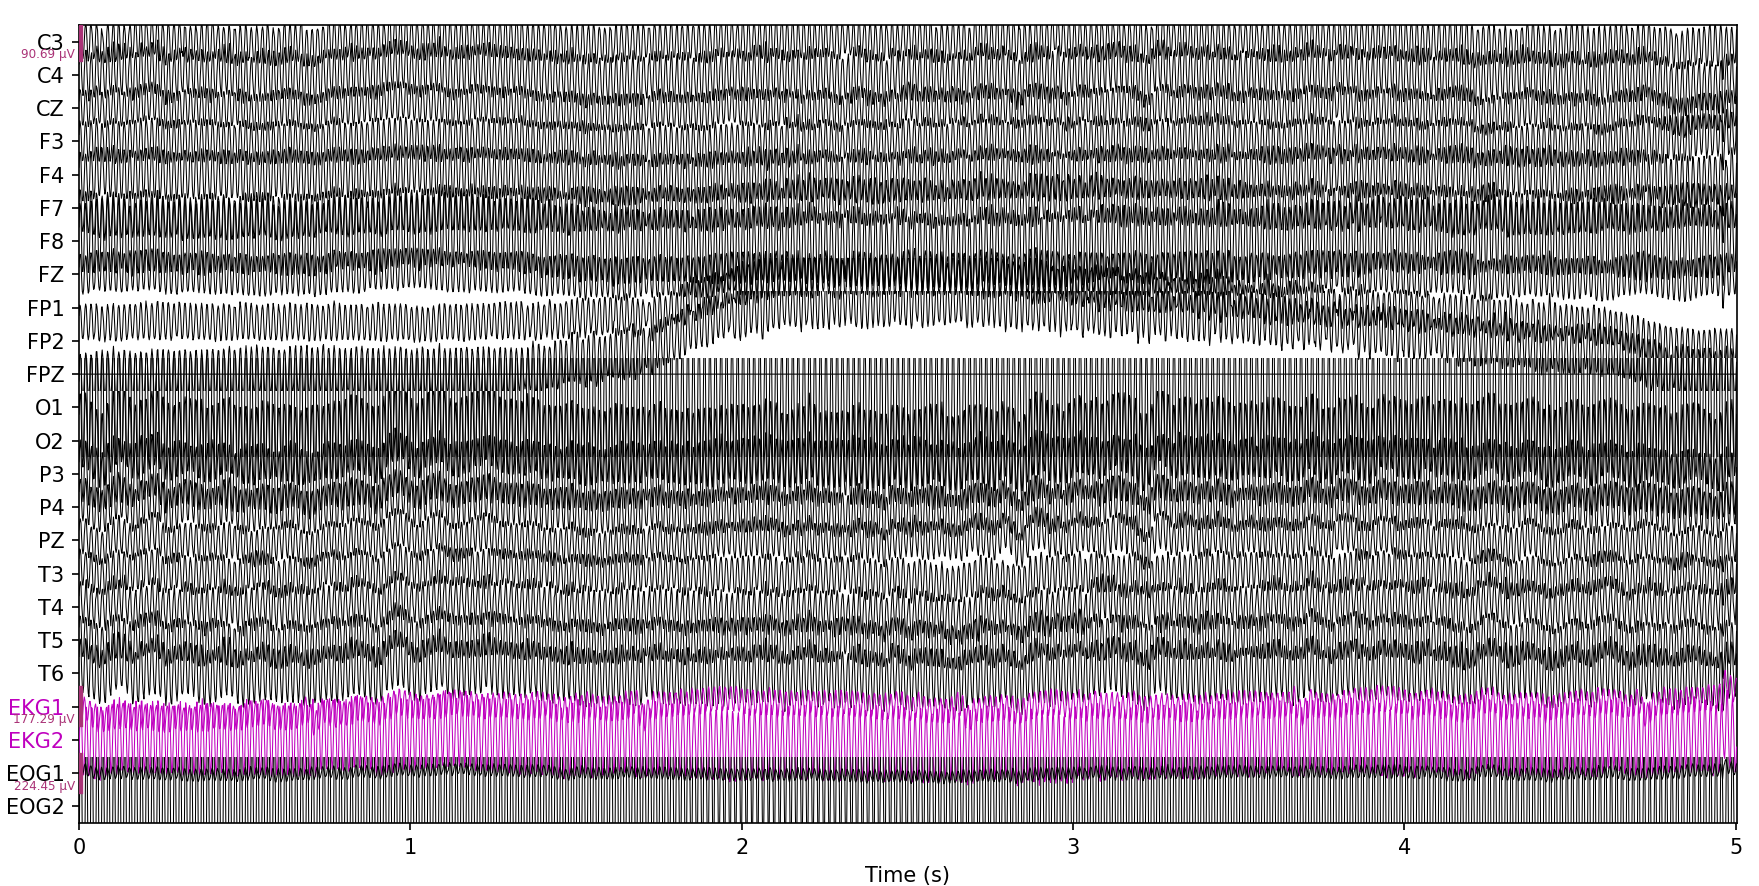 C3
90.69 µV
C4
CZ
F3
F4
F7
F8
FZ
FP1
FP2
FPZ
O1
O2
P3
P4
PZ
T3
T4
T5
T6
EKG1
177.29 µV
EKG2
EOG1
224.45 µV
EOG2
0 1 2 3 4 5
Time (s)